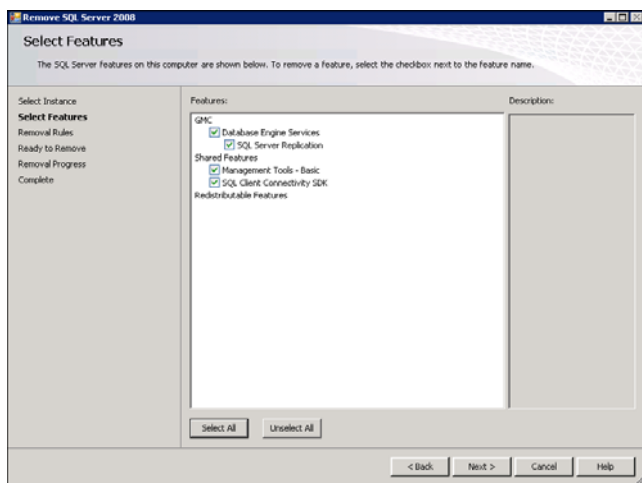 Remove SQL Server 2008
Select Features
The SQL Server features on this computer are shown below. To remove a feature, select the checkbox next to the feature name.
Select Instance
Select Features
Removal Rules
Ready to Remove
Removal Progress
Complete
Features:
GMC
Database Engine Services
SQL Server Replication
Shared Features
Management Tools - Basic
SQL Client Connectivity SDK
Redistributable Features
Description:
Select All
Unselect All
< Back
Next >
Cancel
Help